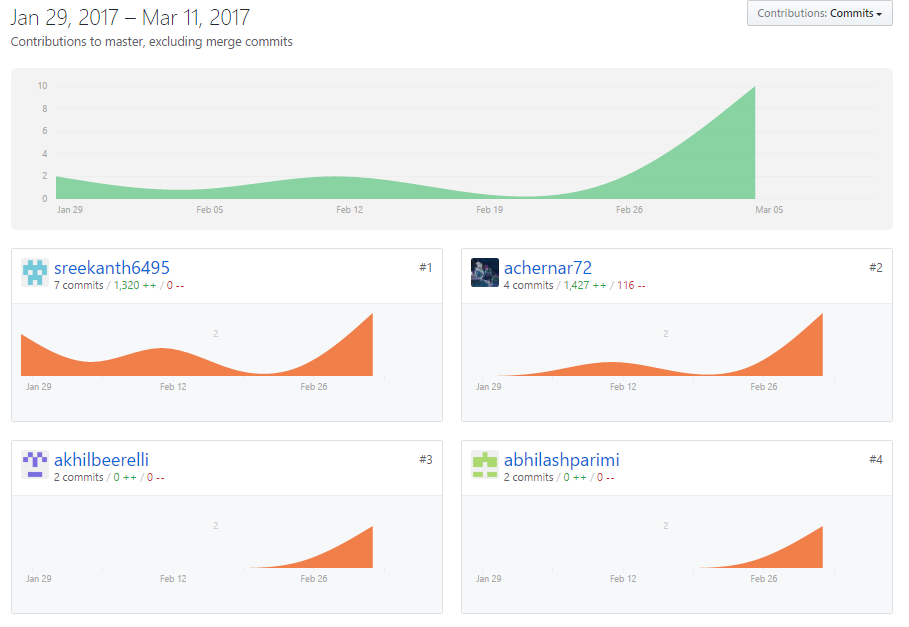 Jan 29, 2017 – Mar 11, 2017
Contributions: Commits
Contributions to master, excluding merge commits
10
8
6
4
2
0
Jan 29 Feb 05 Feb 12 Feb 19 Feb 26 Mar 05
sreekanth6495 #1
7 commits / 1,320 ++ / 0 --
2
Jan 29 Feb 12 Feb 26
achernar72 #2
4 commits / 1,427 ++ / 116 --
2
Jan 29 Feb 12 Feb 26
akhilbeerelli #3
2 commits / 0 ++ / 0 --
2
Jan 29 Feb 12 Feb 26
abhilashparimi #4
2 commits / 0 ++ / 0 --
2
Jan 29 Feb 12 Feb 26